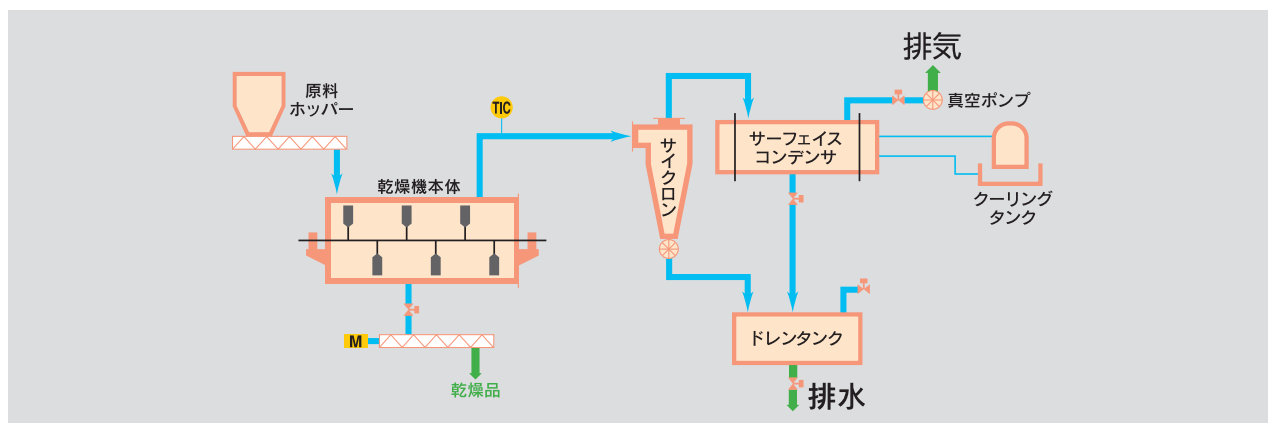 排気
原料
ホッパー
TIC
真空ポンプ
サイクロン
サーフェイス
コンデンサ
乾燥機本体
クーリング
タンク
M
ドレンタンク
乾燥品
排水